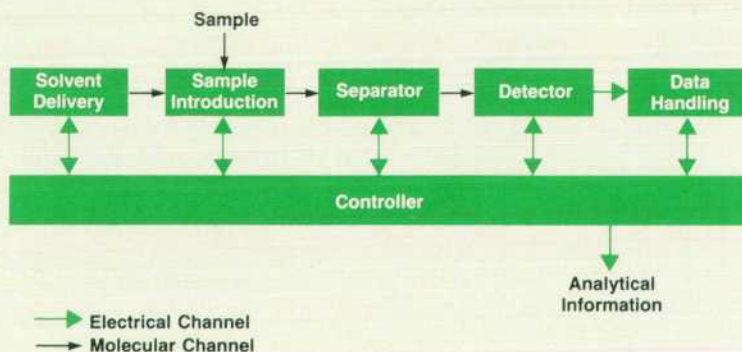 Sample
Solvent
Delivery
Sample
Introduction
Separator
Detector
Data
Handling
Controller
Analytical
Information
Electrical Channel
Molecular Channel